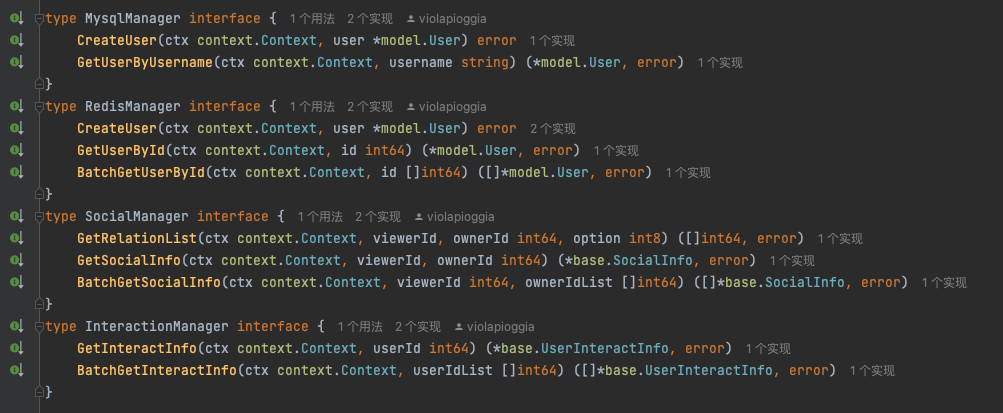 type MysqlManager interface { 1个用法 2个实现 violapioggia
CreateUser(ctx context.Context, user *model.User) error 1个实现
GetUserByUsername(ctx context.Context, username string) (*model.User, error) 1个实现
}
type RedisManager interface { 1个用法 2个实现 violapioggia
CreateUser(ctx context.Context, user *model.User) error 2个实现
GetUserById(ctx context.Context, id int64) (*model.User, error) 1个实现
BatchGetUserById(ctx context.Context, id []int64) ([]*model.User, error) 1个实现
}
type SocialManager interface { 1个用法 2个实现 violapioggia
GetRelationList(ctx context.Context, viewerId, ownerId int64, option int8) ([]int64, error) 1个实现
GetSocialInfo(ctx context.Context, viewerId, ownerId int64) (*base.SocialInfo, error) 1个实现
BatchGetSocialInfo(ctx context.Context, viewerId int64, ownerIdList []int64) ([]*base.SocialInfo, error) 1个实现
}
type InteractionManager interface { 1个用法 2个实现 violapioggia
GetInteractInfo(ctx context.Context, userId int64) (*base.UserInteractInfo, error) 1个实现
BatchGetInteractInfo(ctx context.Context, userIdList []int64) ([]*base.UserInteractInfo, error) 1个实现
}